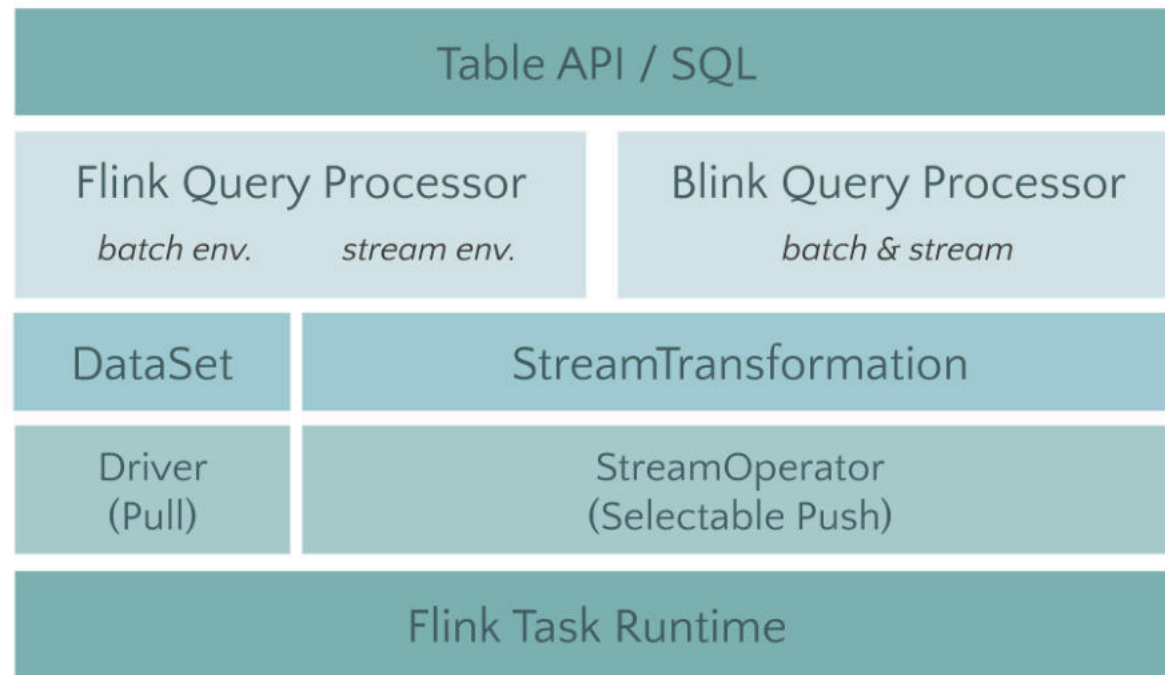 Table API / SQL
Flink Query Processor
batch env. stream env.
Blink Query Processor
batch & stream
DataSet
StreamTransformation
Driver
(Pull)
StreamOperator
(Selectable Push)
Flink Task Runtime